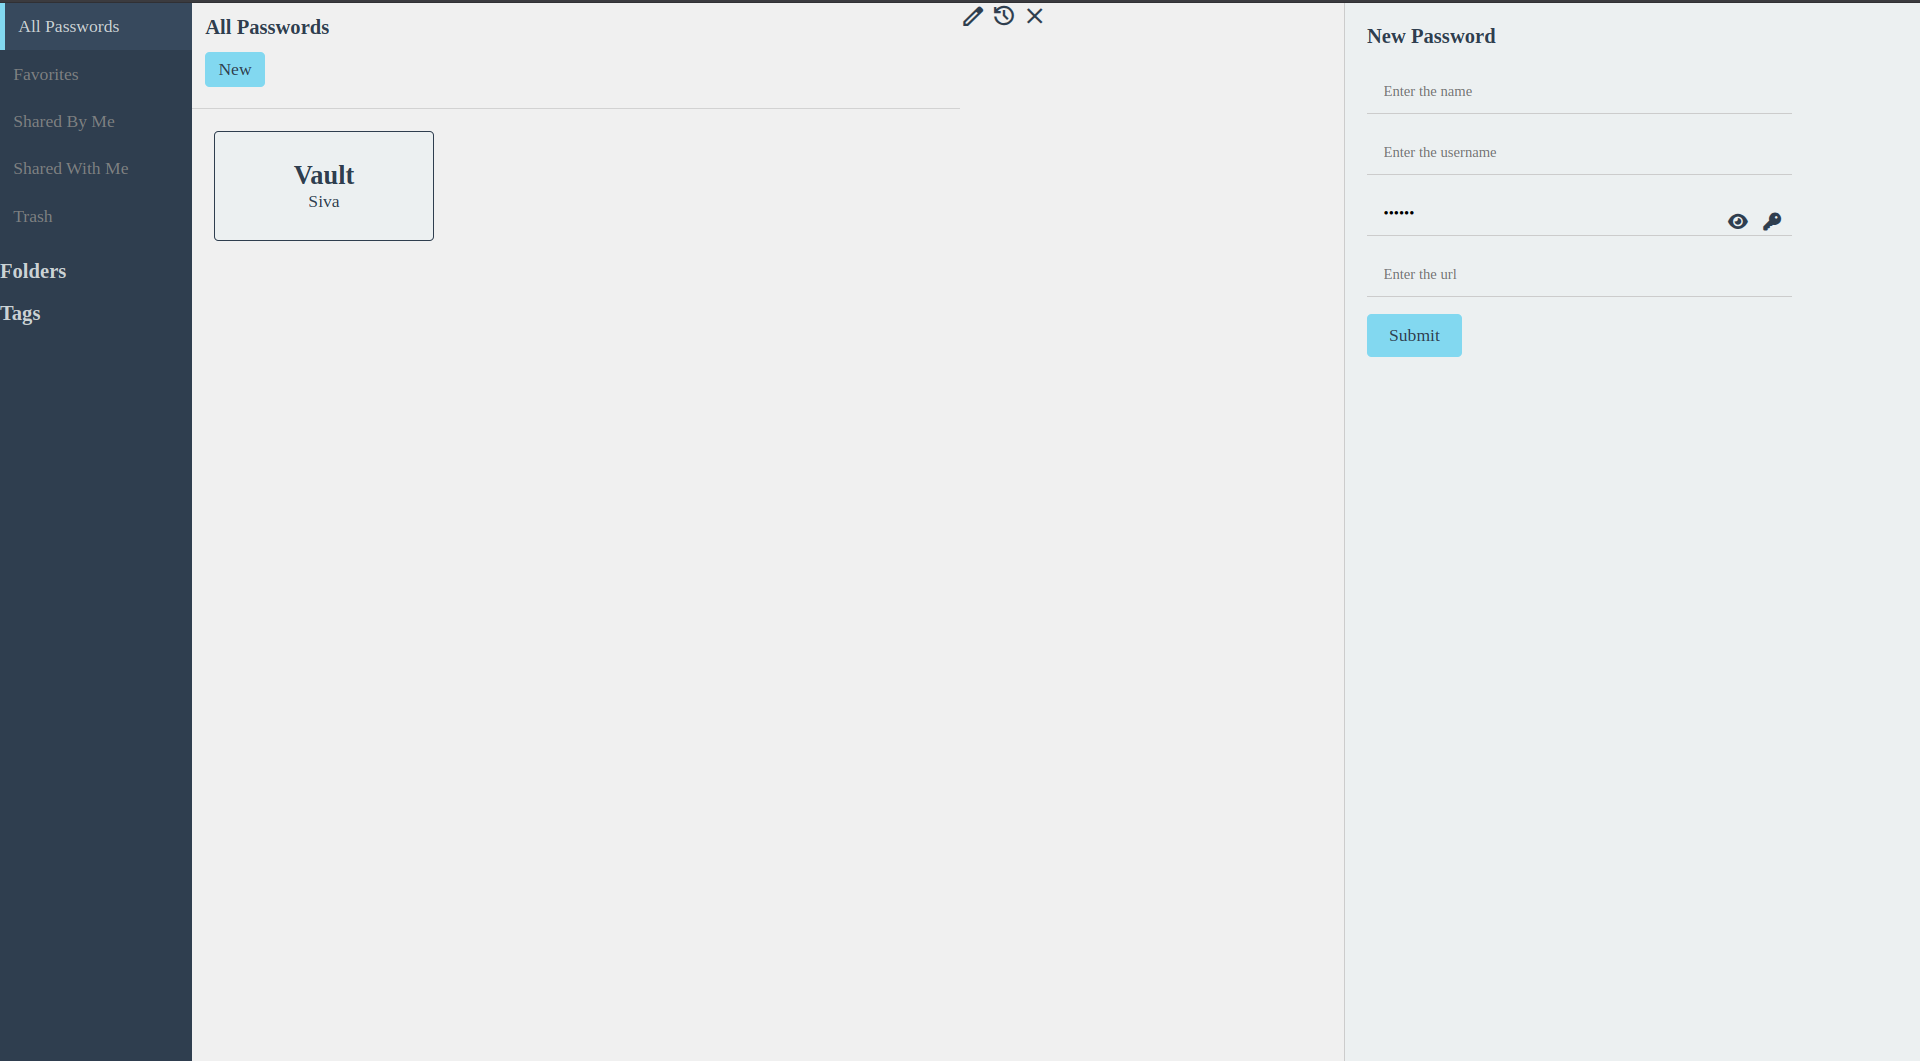 All Passwords
Favorites
Shared By Me
Shared With Me
Trash
Folders
Tags
All Passwords
New
Vault
Siva
New Password
Enter the name
Enter the username
••••••
Enter the url
Submit